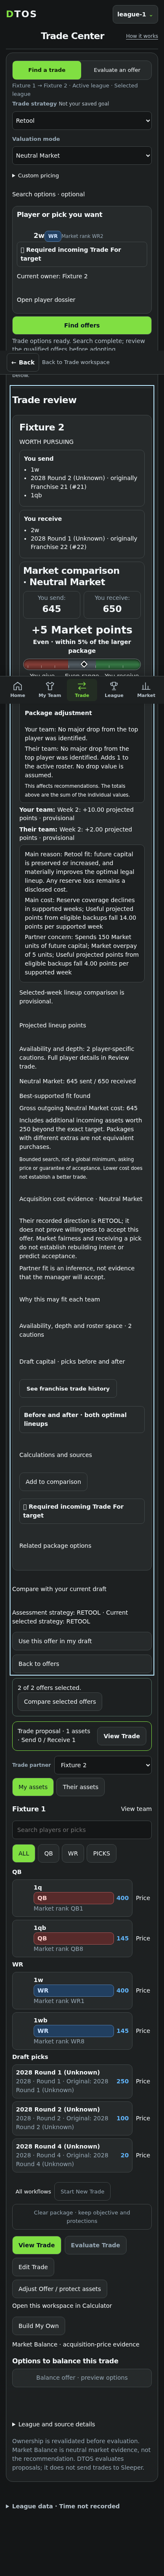 DTOS
league-1
Trade Center
How it works
Find a trade
Evaluate an offer
Fixture 1 → Fixture 2 · Active league · Selected
league
Trade strategy Not your saved goal
Retool
Valuation mode
Neutral Market
▸ Custom pricing
Search options · optional
Player or pick you want
2w WR Market rank WR2
Required incoming Trade For
target
Current owner: Fixture 2
Open player dossier
Find offers
Trade options ready. Search complete; review
← Back
Back to Trade workspace
Trade review
Fixture 2
WORTH PURSUING
You send
• 1w
• 2028 Round 2 (Unknown) · originally
Franchise 21 (#21)
• 1qb
You receive
• 2w
• 2028 Round 1 (Unknown) · originally
Franchise 22 (#22)
Market comparison
· Neutral Market
You send:
645
You receive:
650
+5 Market points
Even · within 5% of the larger
package
Home
My Team
Trade
League
Market
Package adjustment
Your team: No major drop from the top
player was identified.
Their team: No major drop from the
top player was identified. Adds 1 to
the active roster. No drop value is
assumed.
This affects recommendations. The totals
above are the sum of the individual values.
Your team: Week 2: +10.00 projected
points · provisional
Their team: Week 2: +2.00 projected
points · provisional
Main reason: Retool fit: future capital
is preserved or increased, and
materially improves the optimal legal
lineup. Any reserve loss remains a
disclosed cost.
Main cost: Reserve coverage declines
in supported weeks; Useful projected
points from eligible backups fall 14.00
points per supported week
Partner concern: Spends 150 Market
units of future capital; Market overpay
of 5 units; Useful projected points from
eligible backups fall 4.00 points per
supported week
Selected-week lineup comparison is
provisional.
Projected lineup points
Availability and depth: 2 player-specific
cautions. Full player details in Review
trade.
Neutral Market: 645 sent / 650 received
Best-supported fit found
Gross outgoing Neutral Market cost: 645
Includes additional incoming assets worth
250 beyond the exact target. Packages
with different extras are not equivalent
purchases.
Bounded search, not a global minimum, asking
price or guarantee of acceptance. Lower cost does
not establish a better trade.
Acquisition cost evidence · Neutral Market
Their recorded direction is RETOOL; it does
not prove willingness to accept this
offer. Market fairness and receiving a pick
do not establish rebuilding intent or
predict acceptance.
Partner fit is an inference, not evidence
that the manager will accept.
Why this may fit each team
Availability, depth and roster space · 2
cautions
Draft capital · picks before and after
See franchise trade history
Before and after · both optimal
lineups
Calculations and sources
Add to comparison
Required incoming Trade For
target
Related package options
Compare with your current draft
Assessment strategy: RETOOL · Current
selected strategy: RETOOL
Use this offer in my draft
Back to offers
2 of 2 offers selected.
Compare selected offers
Trade proposal · 1 assets
· Send 0 / Receive 1
View Trade
Trade partner
Fixture 2
My assets
Their assets
Fixture 1
View team
Search players or picks
ALL
QB
WR
PICKS
QB
1q
QB 400 Price
Market rank QB1
1qb
QB 145 Price
Market rank QB8
WR
1w
WR 400 Price
Market rank WR1
1wb
WR 145 Price
Market rank WR8
Draft picks
2028 Round 1 (Unknown)
2028 · Round 1 · Original: 2028 250 Price
Round 1 (Unknown)
2028 Round 2 (Unknown)
2028 · Round 2 · Original: 2028 100 Price
Round 2 (Unknown)
2028 Round 4 (Unknown)
2028 · Round 4 · Original: 2028 20 Price
Round 4 (Unknown)
All workflows
Start New Trade
Clear package · keep objective and
protections
View Trade
Evaluate Trade
Edit Trade
Adjust Offer / protect assets
Open this workspace in Calculator
Build My Own
Market Balance · acquisition-price evidence
Options to balance this trade
Balance offer · preview options
▸ League and source details
Ownership is revalidated before evaluation.
Market Balance is neutral market evidence, not
the recommendation. DTOS evaluates
proposals; it does not send trades to Sleeper.
▸ League data · Time not recorded